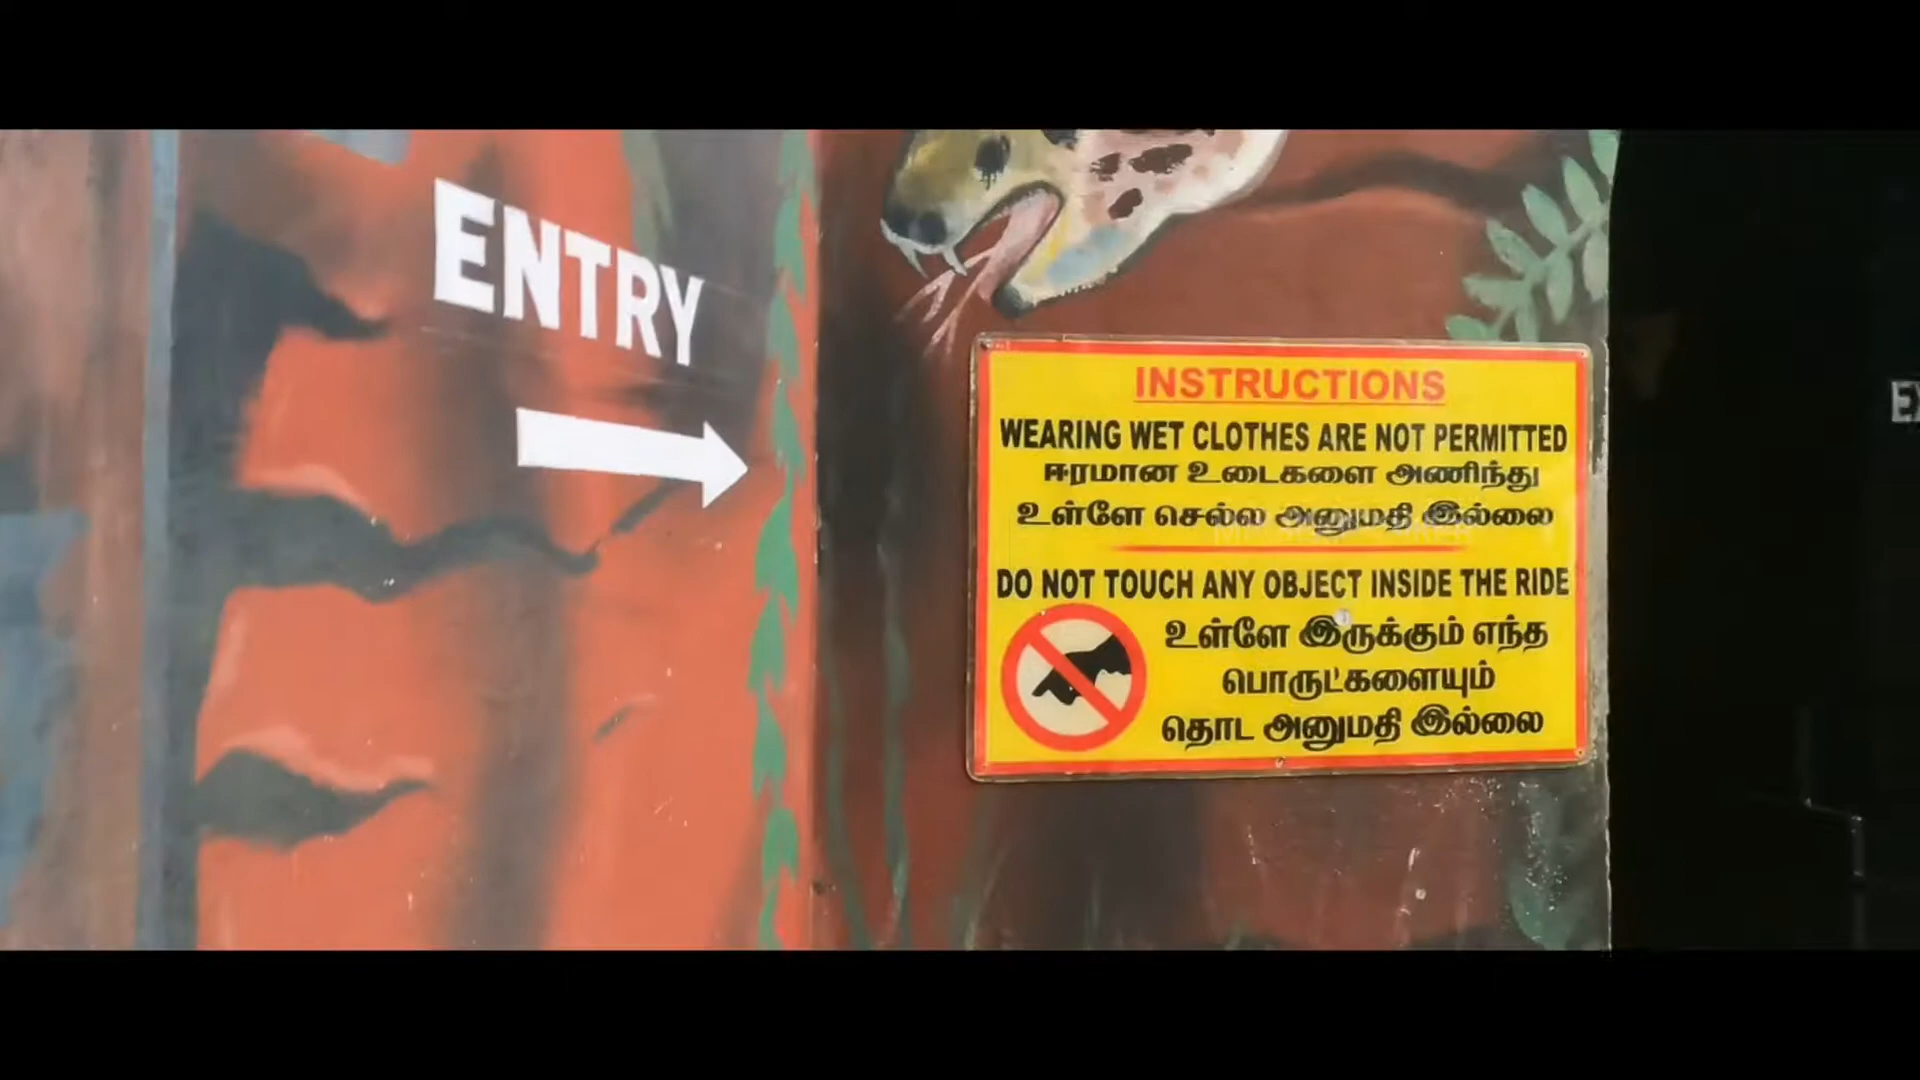 ENTRY
INSTRUCTIONS
WEARING WET CLOTHES ARE NOT PERMITTED
ஈரமான உடைகளை அணிந்து
உள்ளே செல்ல அனுமதி இல்லை
DO NOT TOUCH ANY OBJECT INSIDE THE RIDE
உள்ளே இருக்கும் எந்த
பொருட்களையும்
தொட அனுமதி இல்லை